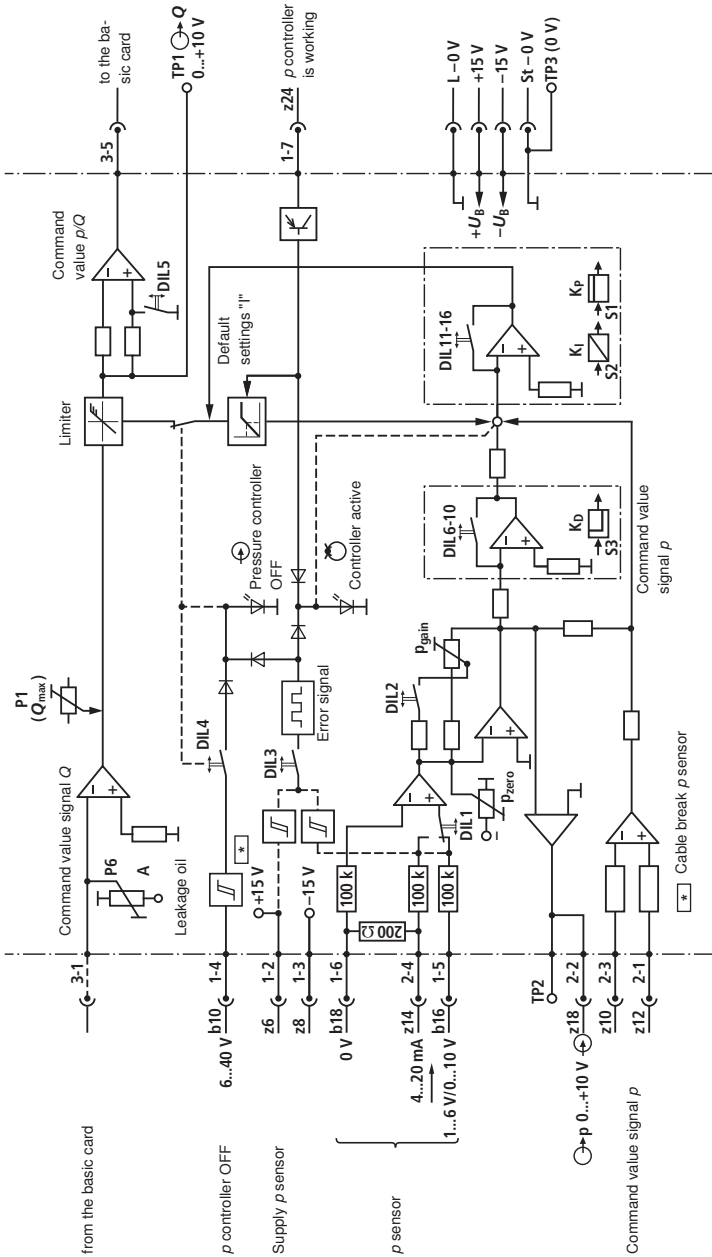 from the basic card
3-1
P6
A
Leakage oil
Command value signal Q
P1
(Qmax)
Limiter
Command
value p/Q
DIL5
3-5
to the ba-
sic card
TP1
Q
0...+10 V
p controller OFF
6...40 V
b10
1-4
*
DIL4
Pressure controller
OFF
Default
settings "I"
Supply p sensor
z6
1-2
+15 V
z8
1-3
−15 V
DIL3
Error signal
Controller active
1-7
z24
p controller
is working
p sensor
0 V
b18
1-6
100 k
200 Ω
4...20 mA
z14
2-4
100 k
1...6 V/0...10 V
b16
1-5
100 k
DIL1
−
+
DIL2
pgain
pzero
−
−
+
DIL6-10
−
+
KD
S3
DIL11-16
−
+
KI
S2
KP
S1
L−0 V
+15 V
−15 V
St−0 V
TP3 (0 V)
+UB
−UB
TP2
p 0...+10 V
z18
2-2
Command value signal p
z10
2-3
z12
2-1
−
+
* Cable break p sensor
Command value
signal p
−
+
−
+